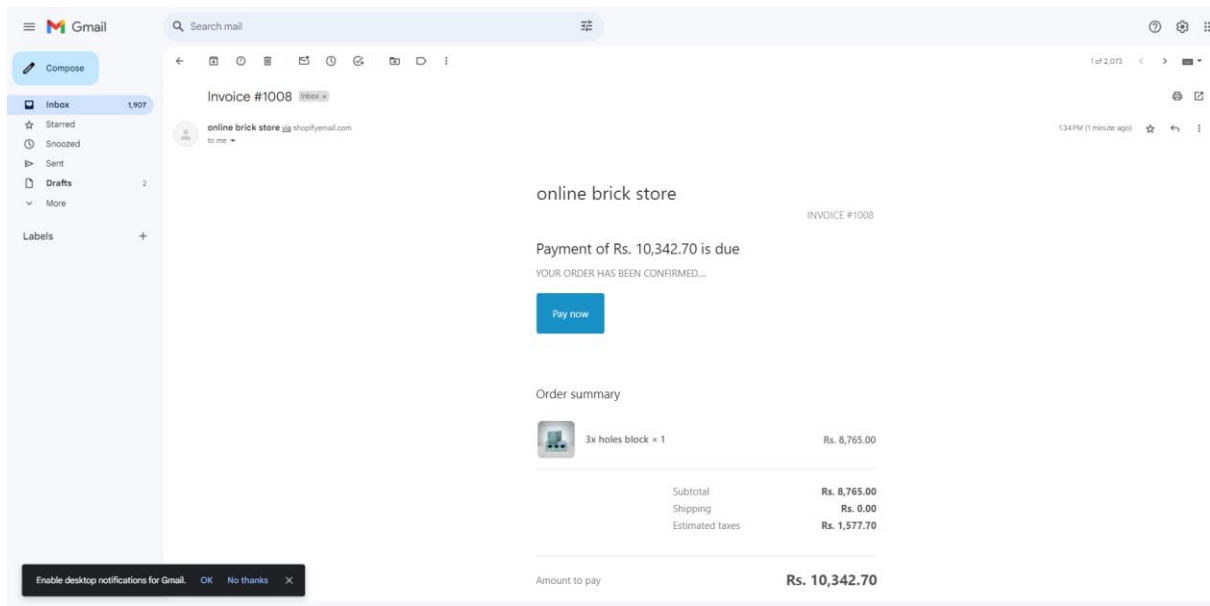 Gmail
Search mail
Compose
1 of 2,073
Inbox 1,907
Starred
Snoozed
Sent
Drafts 2
More
Labels
Invoice #1008 Inbox x
online brick store via shopifyemail.com
to me
1:34 PM (1 minute ago)
online brick store
INVOICE #1008
Payment of Rs. 10,342.70 is due
YOUR ORDER HAS BEEN CONFIRMED....
Pay now
Order summary
3x holes block × 1 Rs. 8,765.00
Subtotal Rs. 8,765.00
Shipping Rs. 0.00
Estimated taxes Rs. 1,577.70
Amount to pay Rs. 10,342.70
Enable desktop notifications for Gmail. OK No thanks